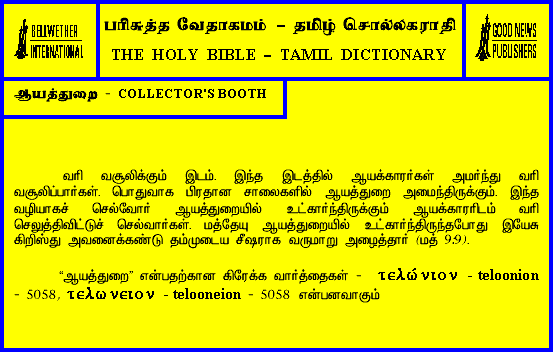 BELLWETHER
INTERNATIONAL
பரிசுத்த வேதாகமம் – தமிழ் சொல்லகராதி
THE HOLY BIBLE – TAMIL DICTIONARY
GOOD NEWS
PUBLISHERS
ஆயத்துறை - COLLECTOR'S BOOTH
வரி வசூலிக்கும் இடம். இந்த இடத்தில் ஆயக்காரர்கள் அமர்ந்து வரி
வசூலிப்பார்கள். பொதுவாக பிரதான சாலைகளில் ஆயத்துறை அமைந்திருக்கும். இந்த
வழியாகச் செல்வோர் ஆயத்துறையில் உட்கார்ந்திருக்கும் ஆயக்காரரிடம் வரி
செலுத்திவிட்டுச் செல்வார்கள். மத்தேயு ஆயத்துறையில் உட்கார்ந்திருந்தபோது இயேசு
கிறிஸ்து அவனைக்கண்டு தம்முடைய சீஷராக வருமாறு அழைத்தார் (மத் 9:9).
“ஆயத்துறை” என்பதற்கான கிரேக்க வார்த்தைகள் - τελώνιον - teloonion
- 5058, τελωνειον - telooneion - 5058 என்பனவாகும்